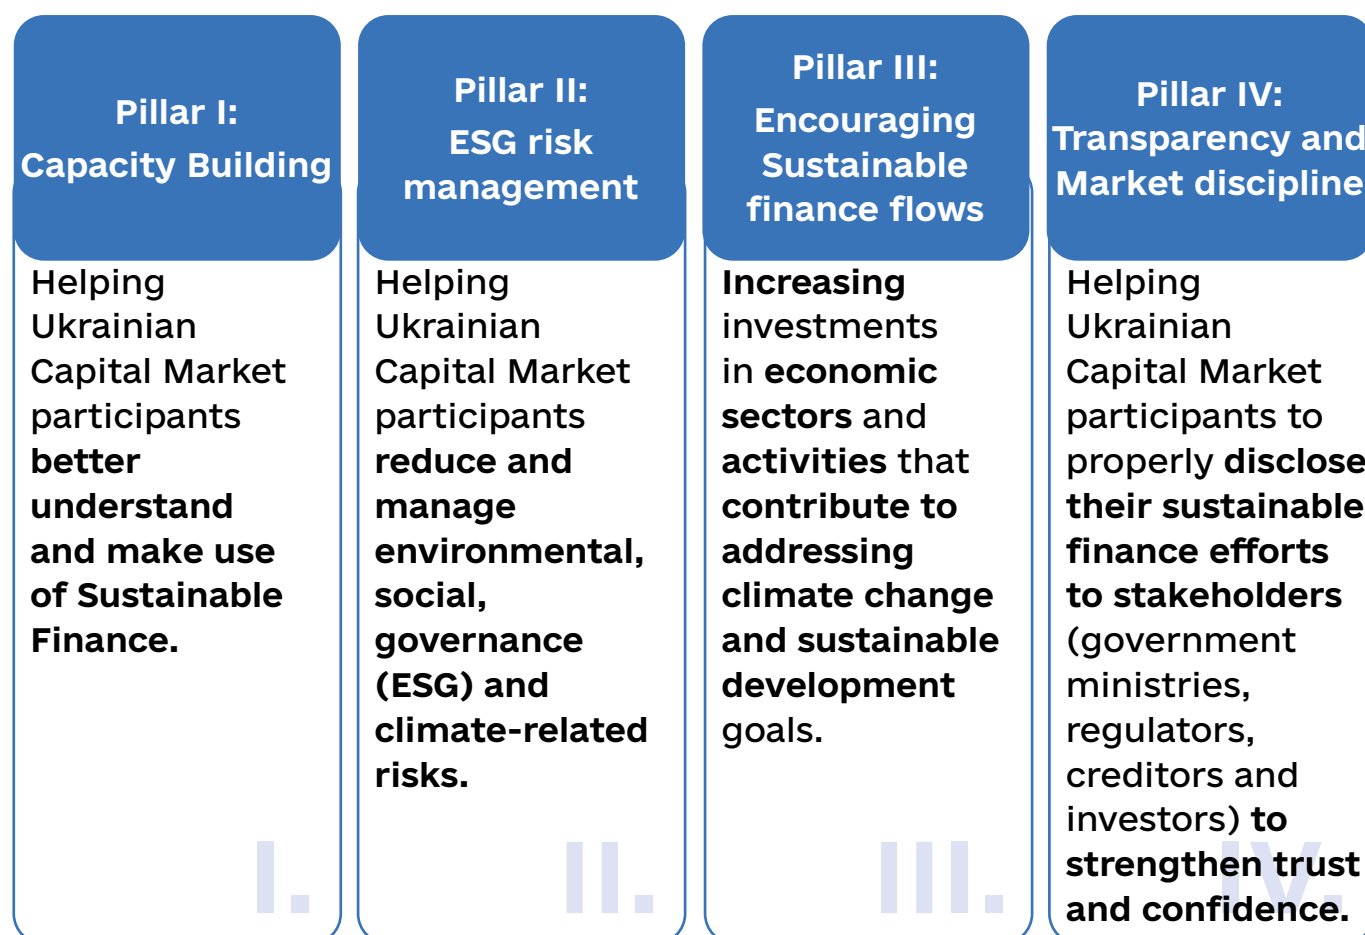 Pillar I:
Capacity Building
Helping
Ukrainian
Capital Market
participants
better
understand
and make use
of Sustainable
Finance.
I.
Pillar II:
ESG risk
management
Helping
Ukrainian
Capital Market
participants
reduce and
manage
environmental,
social,
governance
(ESG) and
climate-related
risks.
II.
Pillar III:
Encouraging
Sustainable
finance flows
Increasing
investments
in economic
sectors and
activities that
contribute to
addressing
climate change
and sustainable
development
goals.
III.
Pillar IV:
Transparency and
Market discipline
Helping
Ukrainian
Capital Market
participants to
properly disclose
their sustainable
finance efforts
to stakeholders
(government
ministries,
regulators,
creditors and
investors) to
strengthen trust
and confidence.
IV.